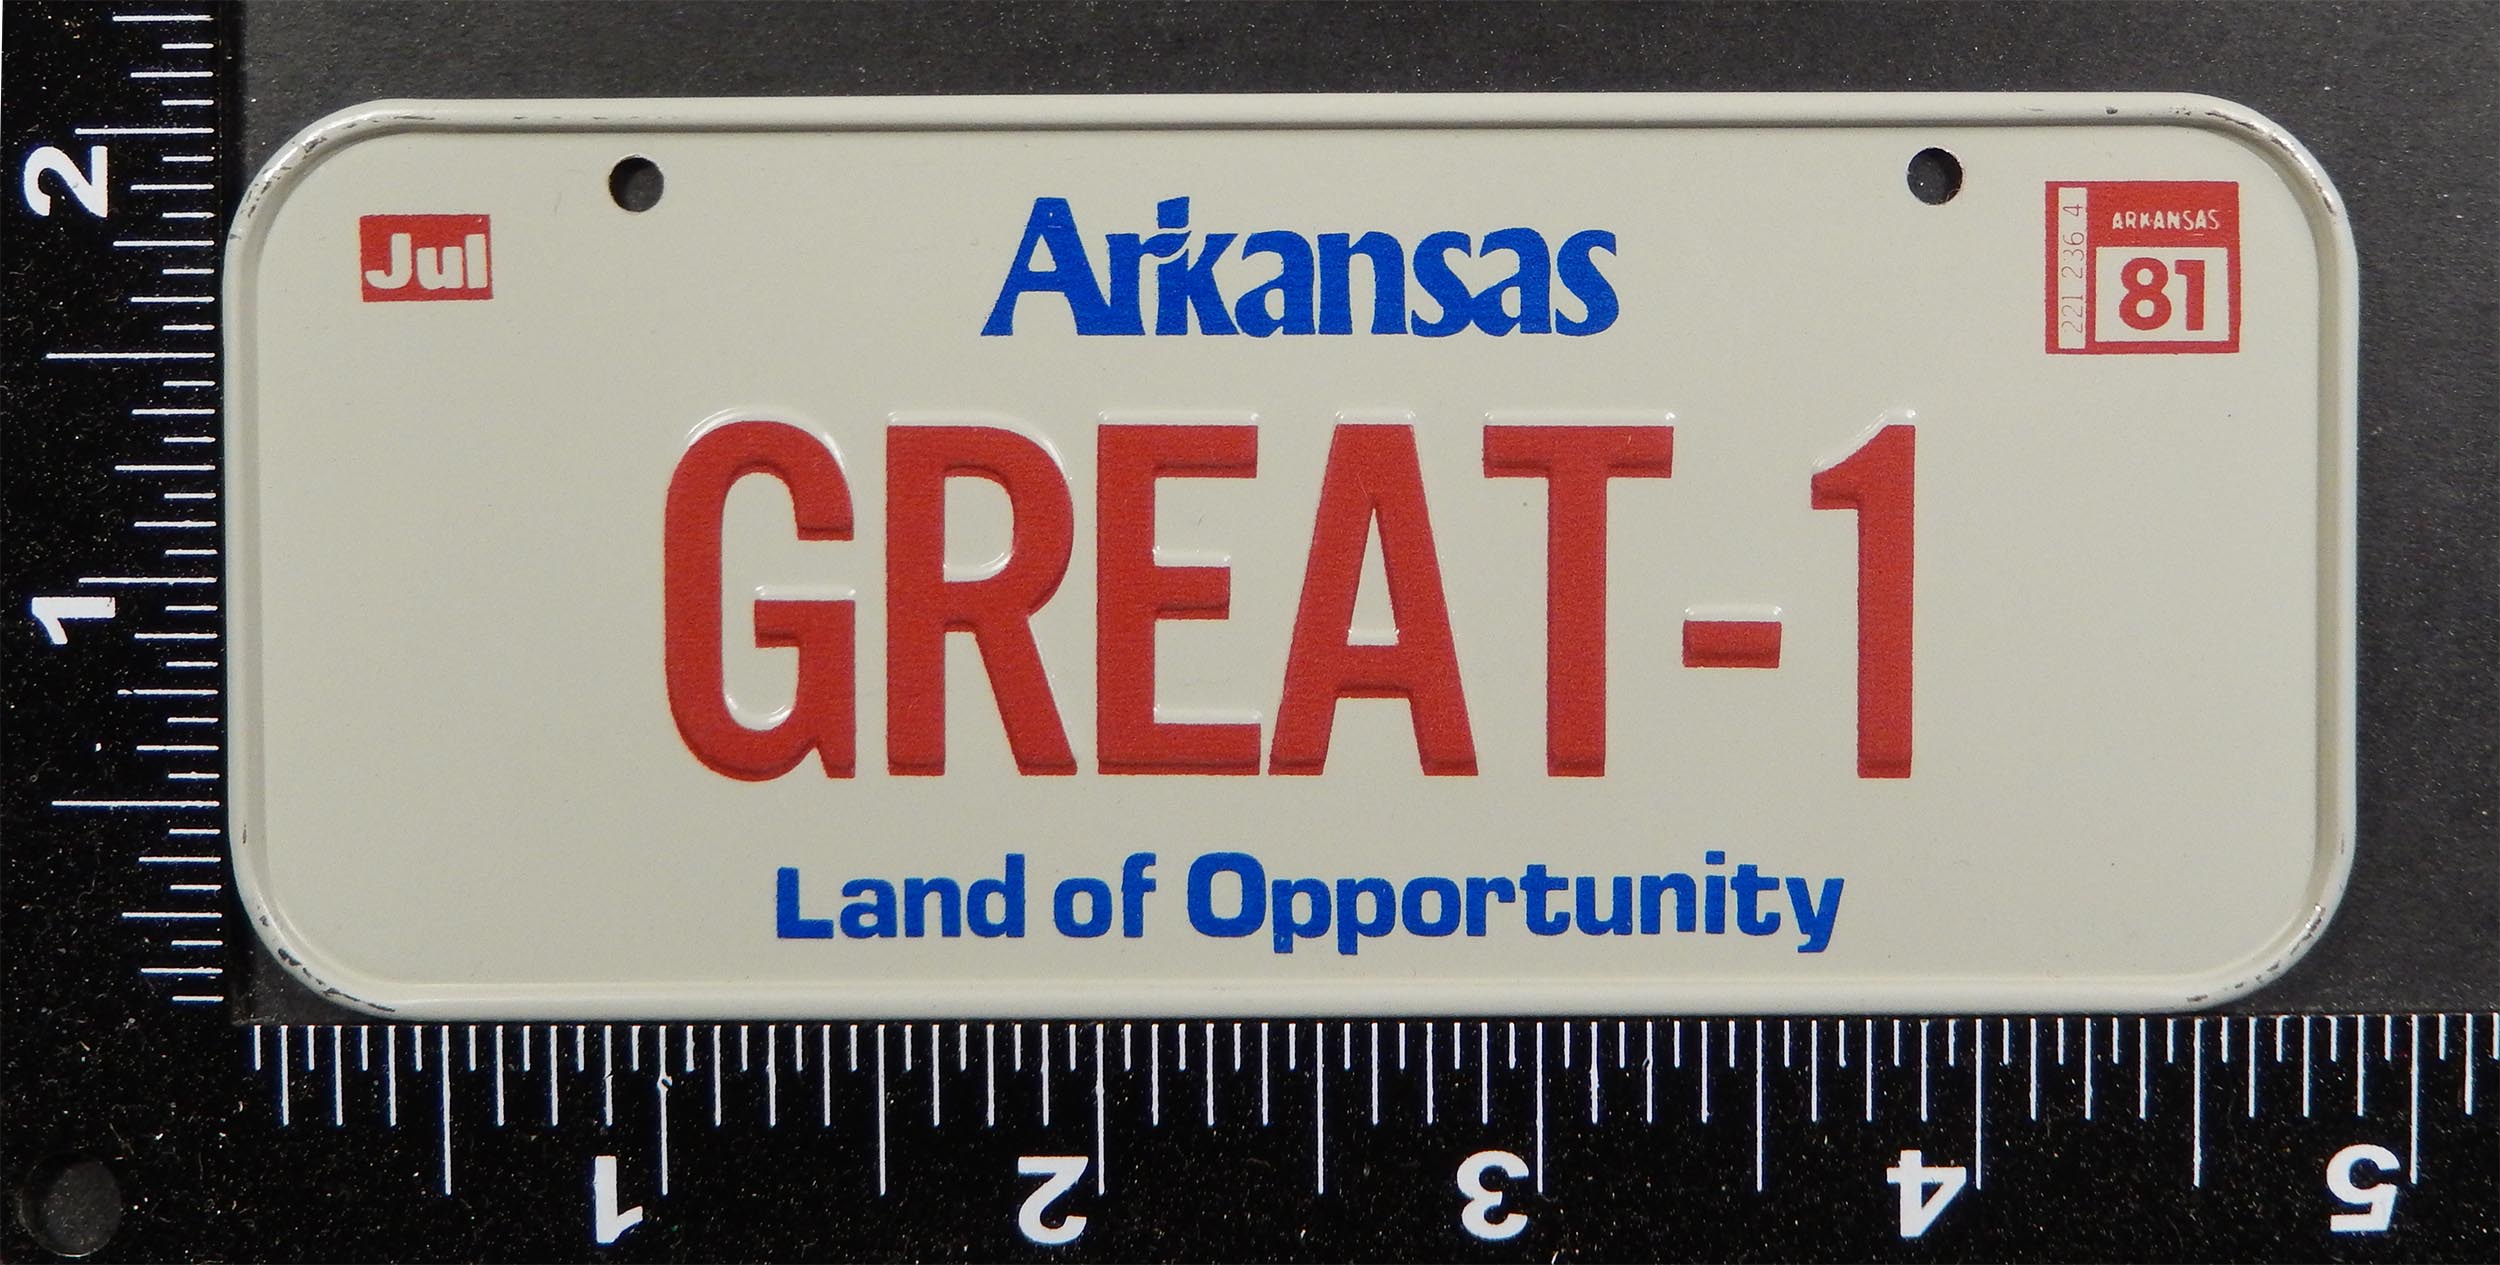 Jul
Arkansas
ARKANSAS
81
221 236 4
GREAT-1
Land of Opportunity
2
1
1
2
3
4
5